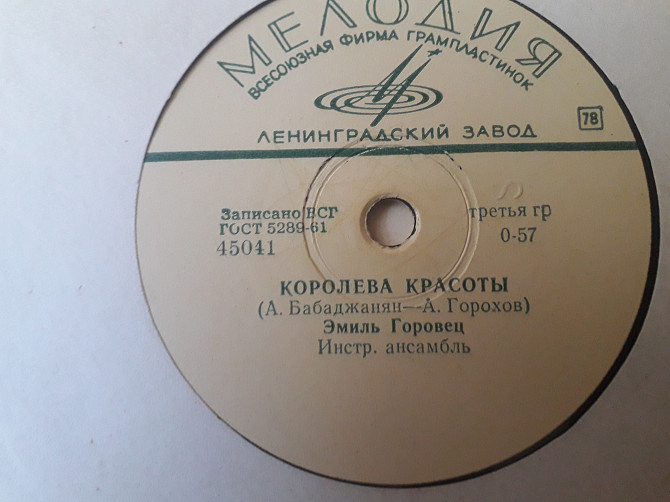 МЕЛОДИЯ
ВСЕСОЮЗНАЯ ФИРМА ГРАМПЛАСТИНОК
ЛЕНИНГРАДСКИЙ ЗАВОД
78
Записано ВСГ
ГОСТ 5289-61
45041
третья гр
0-57
КОРОЛЕВА КРАСОТЫ
(А. Бабаджанян—А. Горохов)
Эмиль Горовец
Инстр. ансамбль